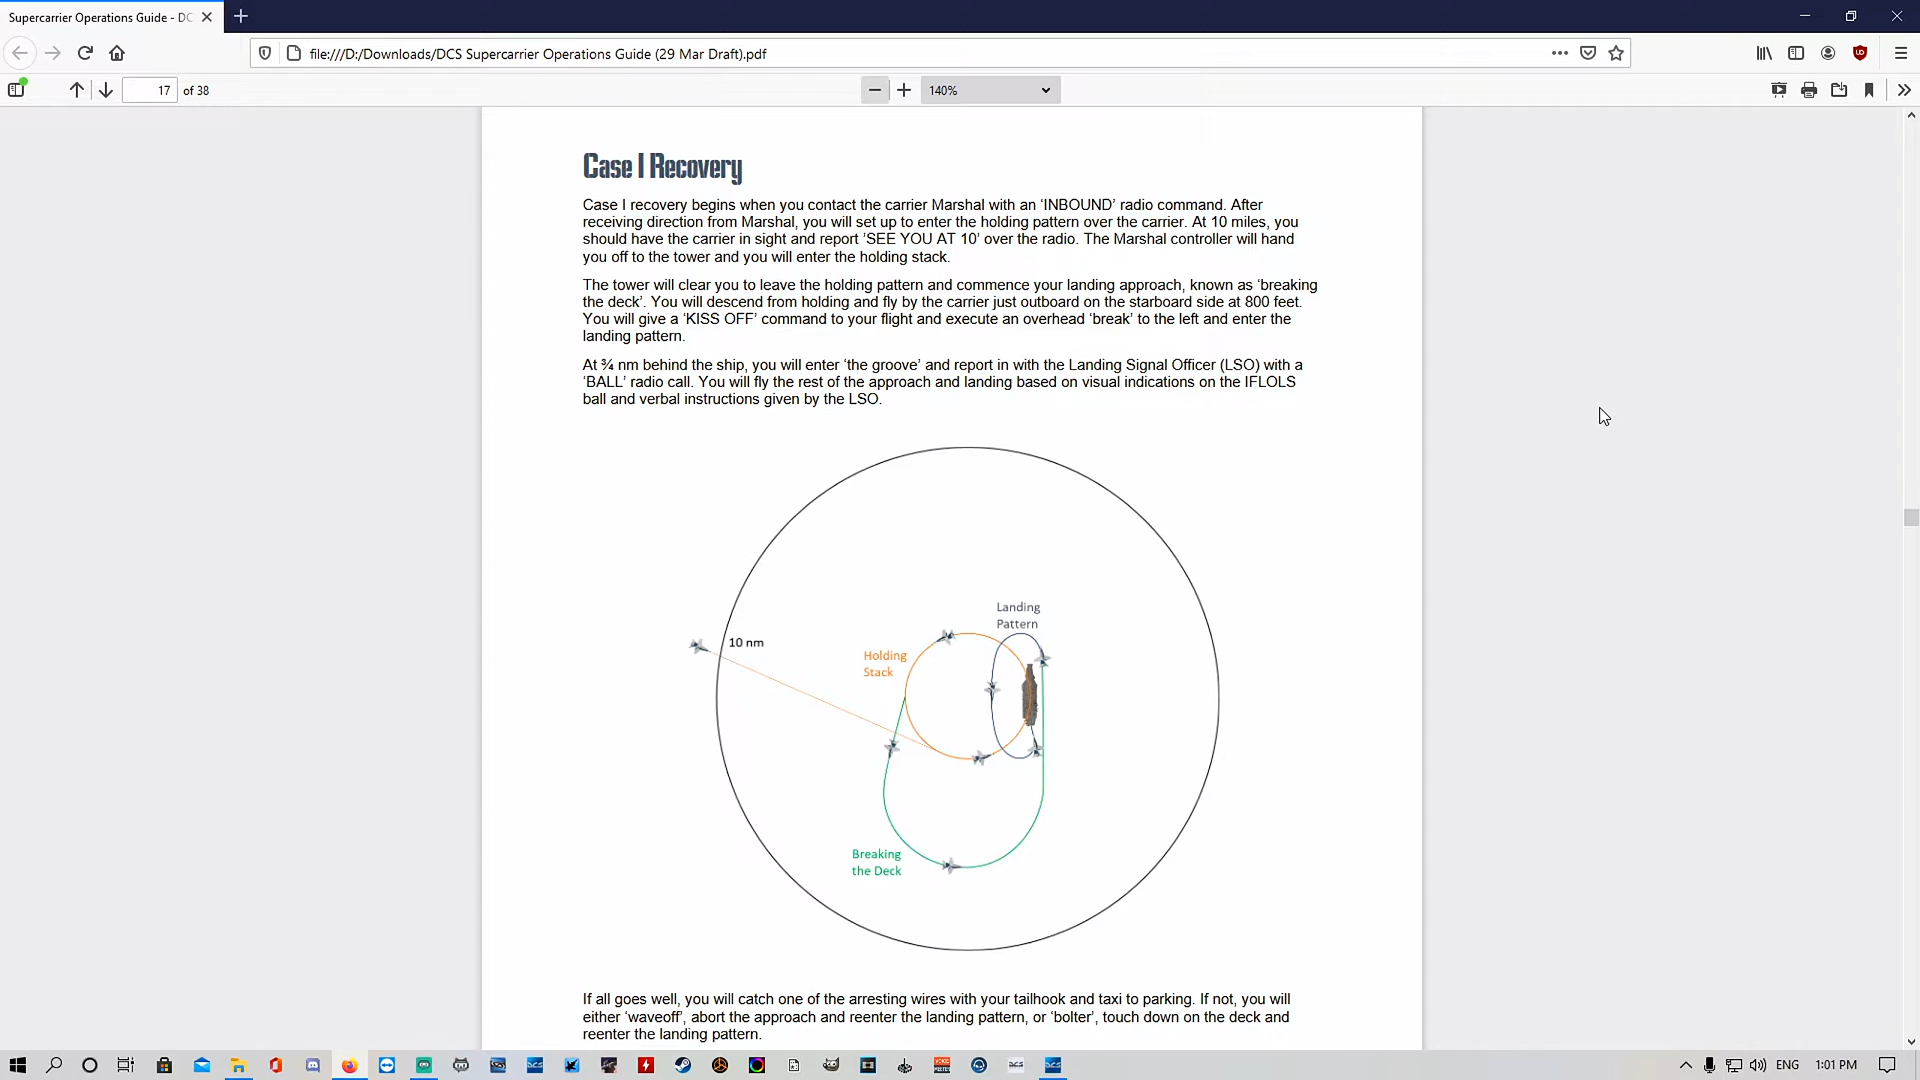 Supercarrier Operations Guide - DC
file:///D:/Downloads/DCS Supercarrier Operations Guide (29 Mar Draft).pdf
17 of 38
140%
Case I Recovery
Case I recovery begins when you contact the carrier Marshal with an ‘INBOUND’ radio command. After
receiving direction from Marshal, you will set up to enter the holding pattern over the carrier. At 10 miles, you
should have the carrier in sight and report ’SEE YOU AT 10’ over the radio. The Marshal controller will hand
you off to the tower and you will enter the holding stack.
The tower will clear you to leave the holding pattern and commence your landing approach, known as ‘breaking
the deck’. You will descend from holding and fly by the carrier just outboard on the starboard side at 800 feet.
You will give a ‘KISS OFF’ command to your flight and execute an overhead ‘break’ to the left and enter the
landing pattern.
At ¾ nm behind the ship, you will enter ‘the groove’ and report in with the Landing Signal Officer (LSO) with a
‘BALL’ radio call. You will fly the rest of the approach and landing based on visual indications on the IFLOLS
ball and verbal instructions given by the LSO.
Landing
Pattern
10 nm
Holding
Stack
Breaking
the Deck
If all goes well, you will catch one of the arresting wires with your tailhook and taxi to parking. If not, you will
either ‘waveoff’, abort the approach and reenter the landing pattern, or ‘bolter’, touch down on the deck and
reenter the landing pattern.
ENG
1:01 PM